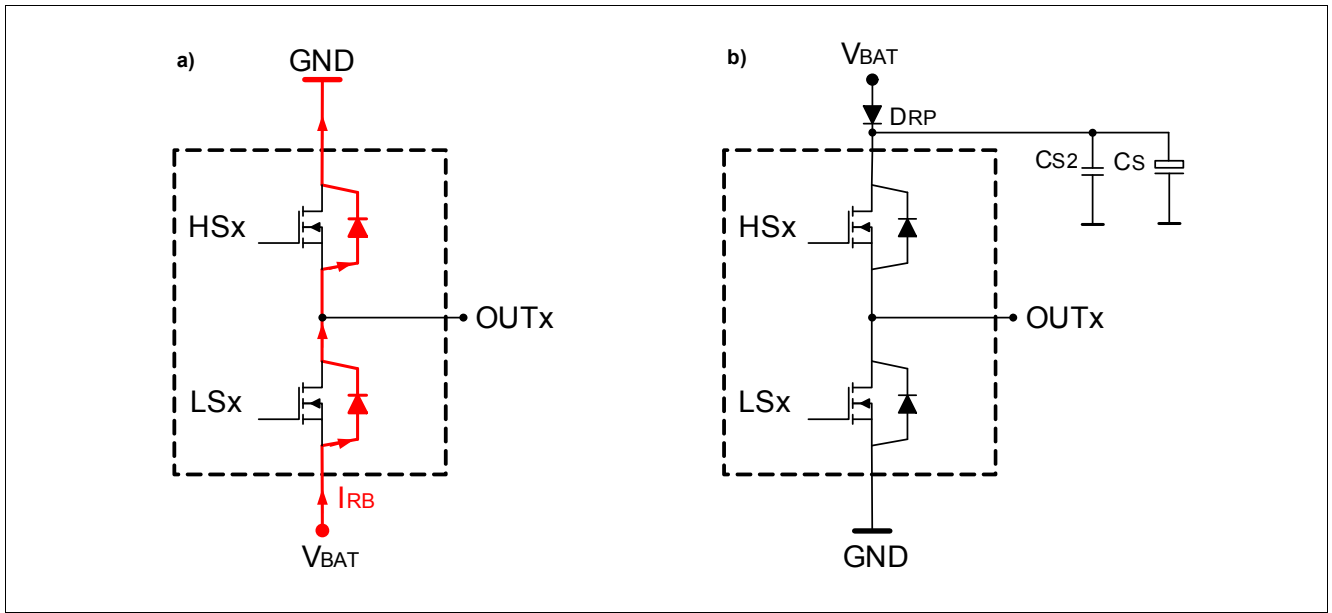 a)
GND
HSx
OUTx
LSx
IRB
VBAT
b)
VBAT
DRP
CS2
CS
HSx
OUTx
LSx
GND